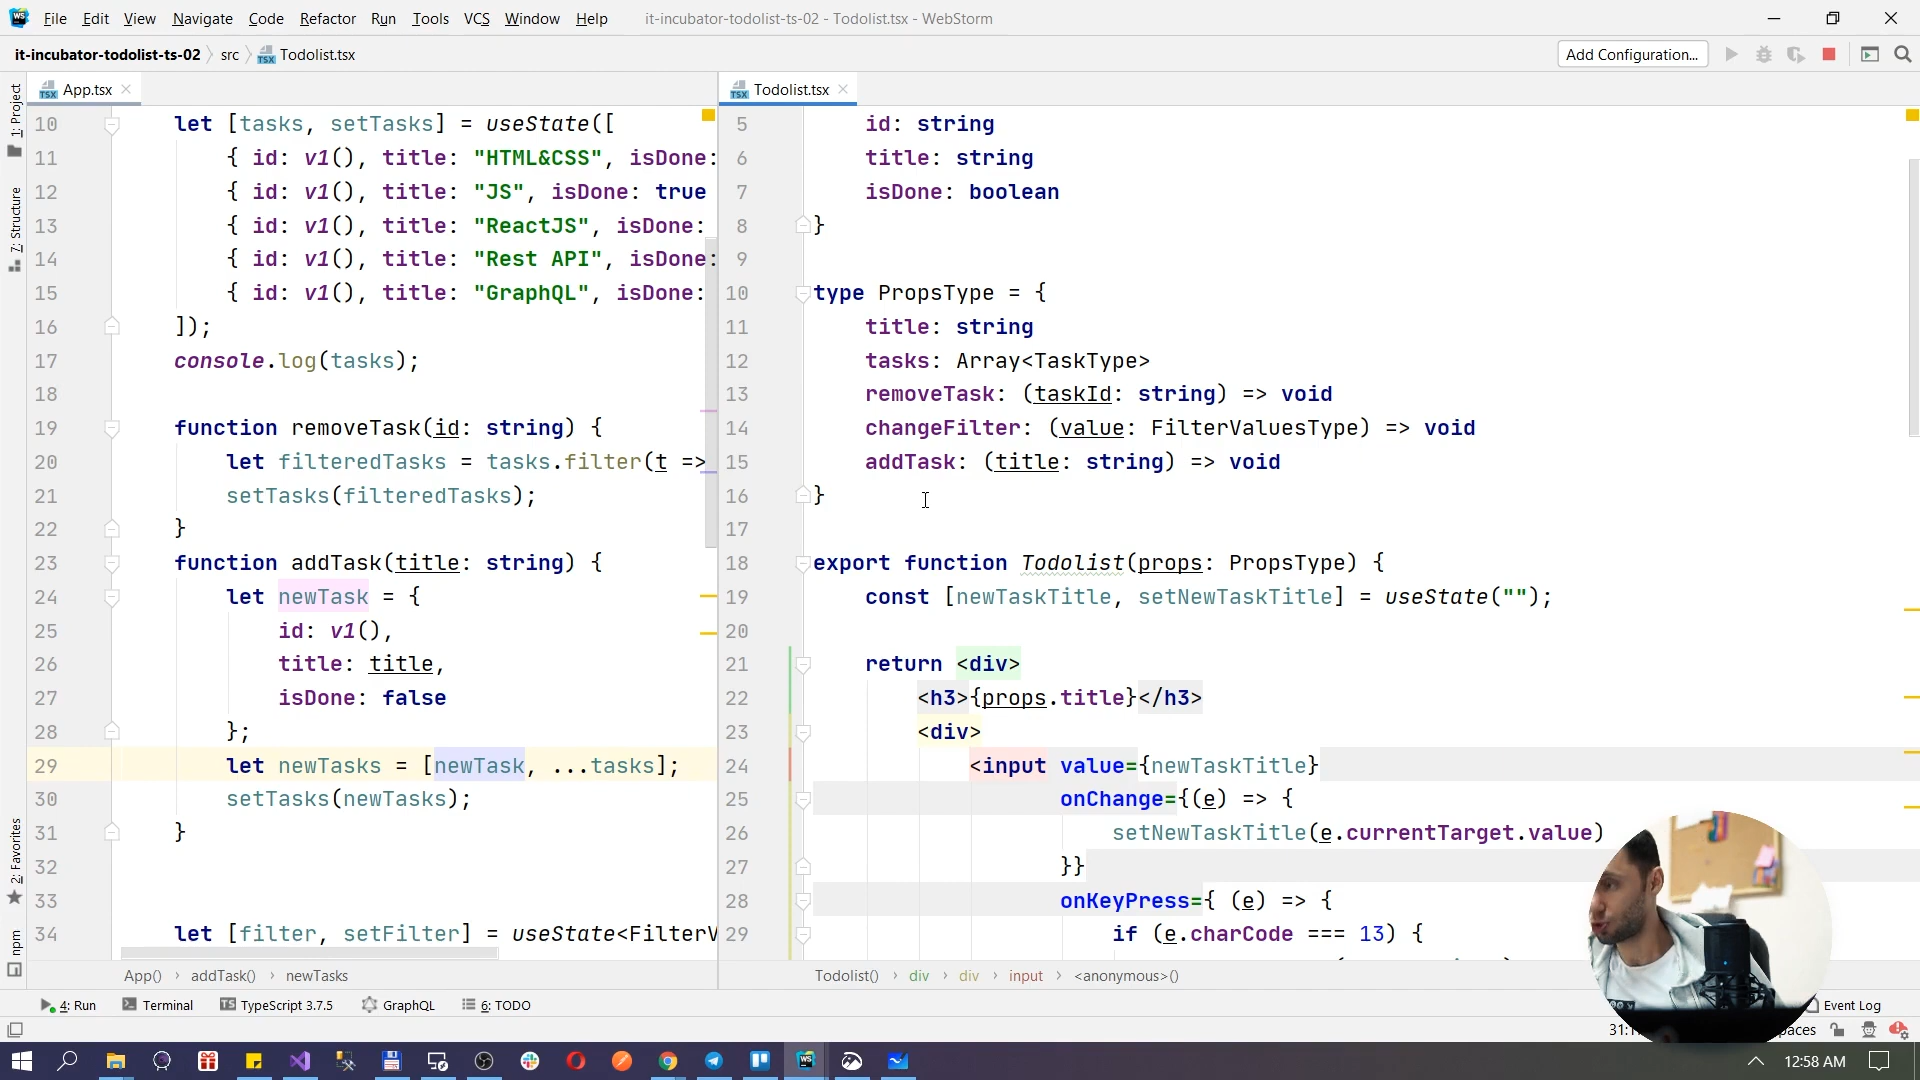 File Edit View Navigate Code Refactor Run Tools VCS Window Help it-incubator-todolist-ts-02 - Todolist.tsx - WebStorm
it-incubator-todolist-ts-02 src Todolist.tsx Add Configuration...
App.tsx
Todolist.tsx
1: Project
7: Structure
2: Favorites
npm
10 let [tasks, setTasks] = useState([
11 { id: v1(), title: "HTML&CSS", isDone:
12 { id: v1(), title: "JS", isDone: true
13 { id: v1(), title: "ReactJS", isDone:
14 { id: v1(), title: "Rest API", isDone:
15 { id: v1(), title: "GraphQL", isDone:
16 ]);
17 console.log(tasks);
18
19 function removeTask(id: string) {
20 let filteredTasks = tasks.filter(t =>
21 setTasks(filteredTasks);
22 }
23 function addTask(title: string) {
24 let newTask = {
25 id: v1(),
26 title: title,
27 isDone: false
28 };
29 let newTasks = [newTask, ...tasks];
30 setTasks(newTasks);
31 }
32
33
34 let [filter, setFilter] = useState<FilterV
App() addTask() newTasks
5 id: string
6 title: string
7 isDone: boolean
8 }
9
10 type PropsType = {
11 title: string
12 tasks: Array<TaskType>
13 removeTask: (taskId: string) => void
14 changeFilter: (value: FilterValuesType) => void
15 addTask: (title: string) => void
16 }
17
18 export function Todolist(props: PropsType) {
19 const [newTaskTitle, setNewTaskTitle] = useState("");
20
21 return <div>
22 <h3>{props.title}</h3>
23 <div>
24 <input value={newTaskTitle}
25 onChange={(e) => {
26 setNewTaskTitle(e.currentTarget.value)
27 }}
28 onKeyPress={ (e) => {
29 if (e.charCode === 13) {
Todolist() div div input <anonymous>()
4: Run Terminal TypeScript 3.7.5 GraphQL 6: TODO Event Log
12:58 AM